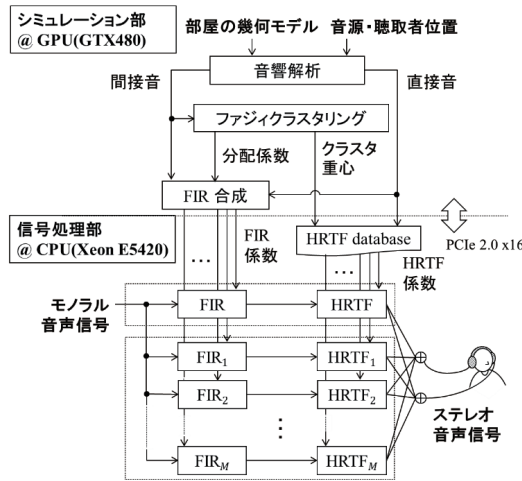 シミュレーション部
@ GPU(GTX480)
部屋の幾何モデル
音源・聴取者位置
音響解析
間接音
直接音
ファジィクラスタリング
分配係数
クラスタ
重心
FIR 合成
信号処理部
@ CPU(Xeon E5420)
FIR
係数
HRTF database
PCIe 2.0 x16
...
...
HRTF
係数
モノラル
音声信号
FIR
HRTF
FIR₁
HRTF₁
FIR₂
HRTF₂
ステレオ
音声信号
⋮
⋮
FIR_M
HRTF_M